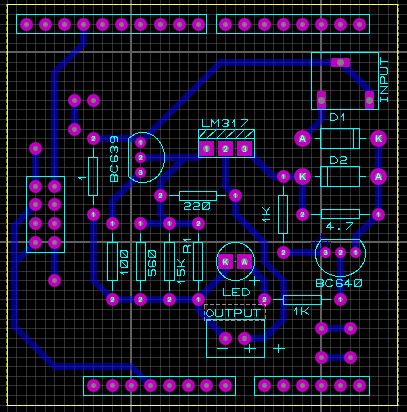 INPUT
D1
A K
D2
A K
4.7
LM317
1 2 3
BC639
1
2
3
1
2
2 1
220
2
1K
2
1
2 1
3 2 1
BC640
1 1 1 1
100
560
15K
R1
2 2 2 1
K A
LED
+
2 1
1K
OUTPUT
- + +